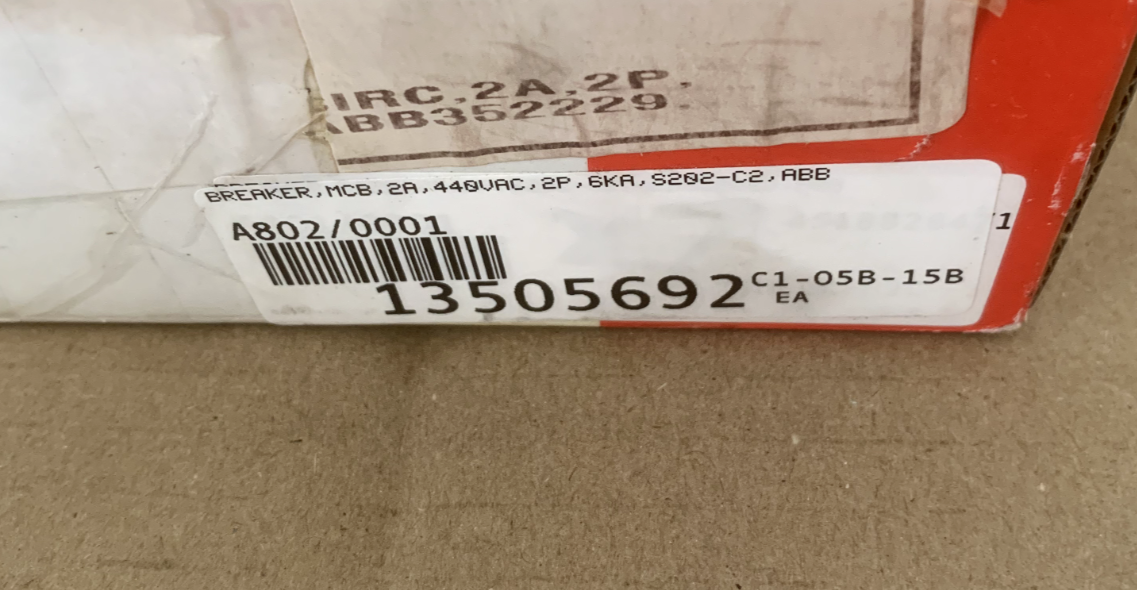 IRC,2A,2P.
ABB352229.
BREAKER,MCB,2A,440VAC,2P,6KA,S202-C2,ABB
A802/0001
1
13505692
C1-05B-15B
EA